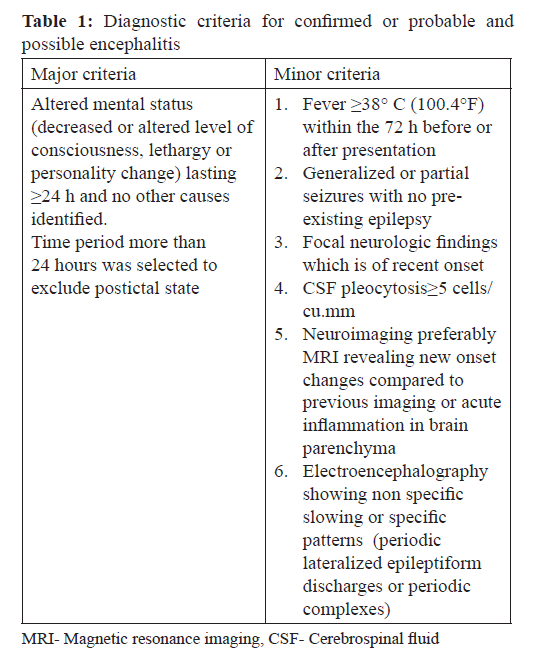 Table 1: Diagnostic criteria for confirmed or probable and
possible encephalitis
Major criteria
Minor criteria
Altered mental status
(decreased or altered level of
consciousness, lethargy or
personality change) lasting
≥24 h and no other causes
identified.
Time period more than
24 hours was selected to
exclude postictal state
1. Fever ≥38° C (100.4°F)
within the 72 h before or
after presentation
2. Generalized or partial
seizures with no pre-
existing epilepsy
3. Focal neurologic findings
which is of recent onset
4. CSF pleocytosis≥5 cells/
cu.mm
5. Neuroimaging preferably
MRI revealing new onset
changes compared to
previous imaging or acute
inflammation in brain
parenchyma
6. Electroencephalography
showing non specific
slowing or specific
patterns (periodic
lateralized epileptiform
discharges or periodic
complexes)
MRI- Magnetic resonance imaging, CSF- Cerebrospinal fluid